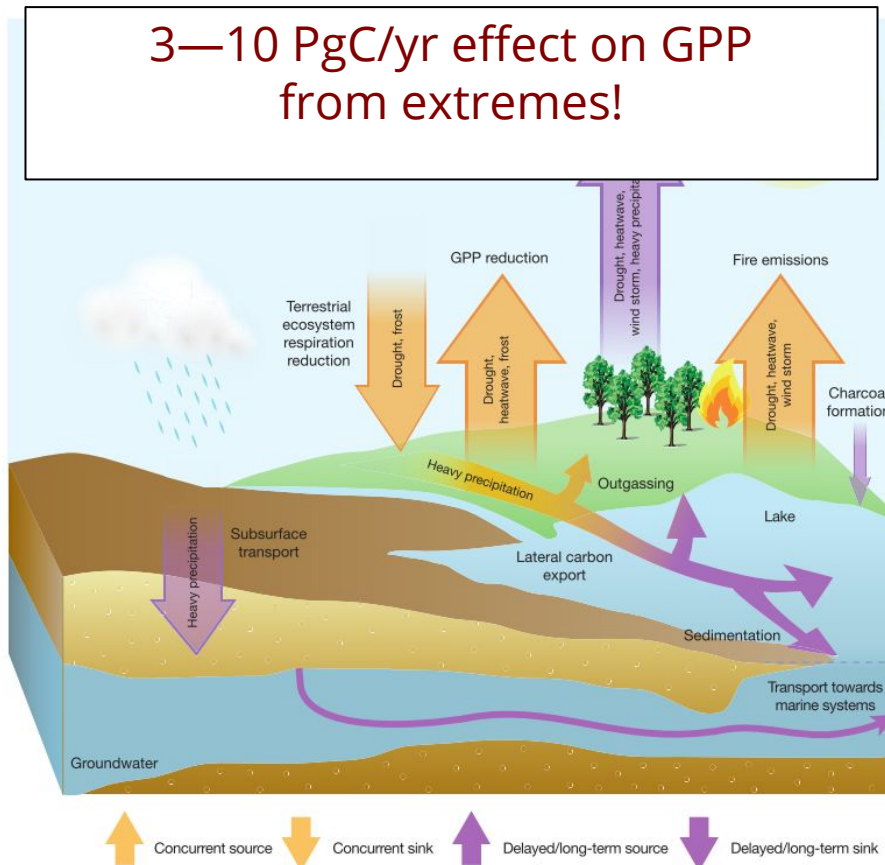 3—10 PgC/yr effect on GPP
from extremes!
GPP reduction
Fire emissions
Drought, heatwave,
wind storm, heavy
Terrestrial
ecosystem
respiration
reduction
Drought, frost
Drought,
heatwave, frost
Drought, heatwave,
wind storm
formation
Heavy precipitation
Outgassing
Heavy precipitation
Subsurface
transport
Lake
Lateral carbon
export
Sedimentation
Transport towards
marine systems
Groundwater
Concurrent source
Concurrent sink
Delayed/long-term source
Delayed/long-term sink